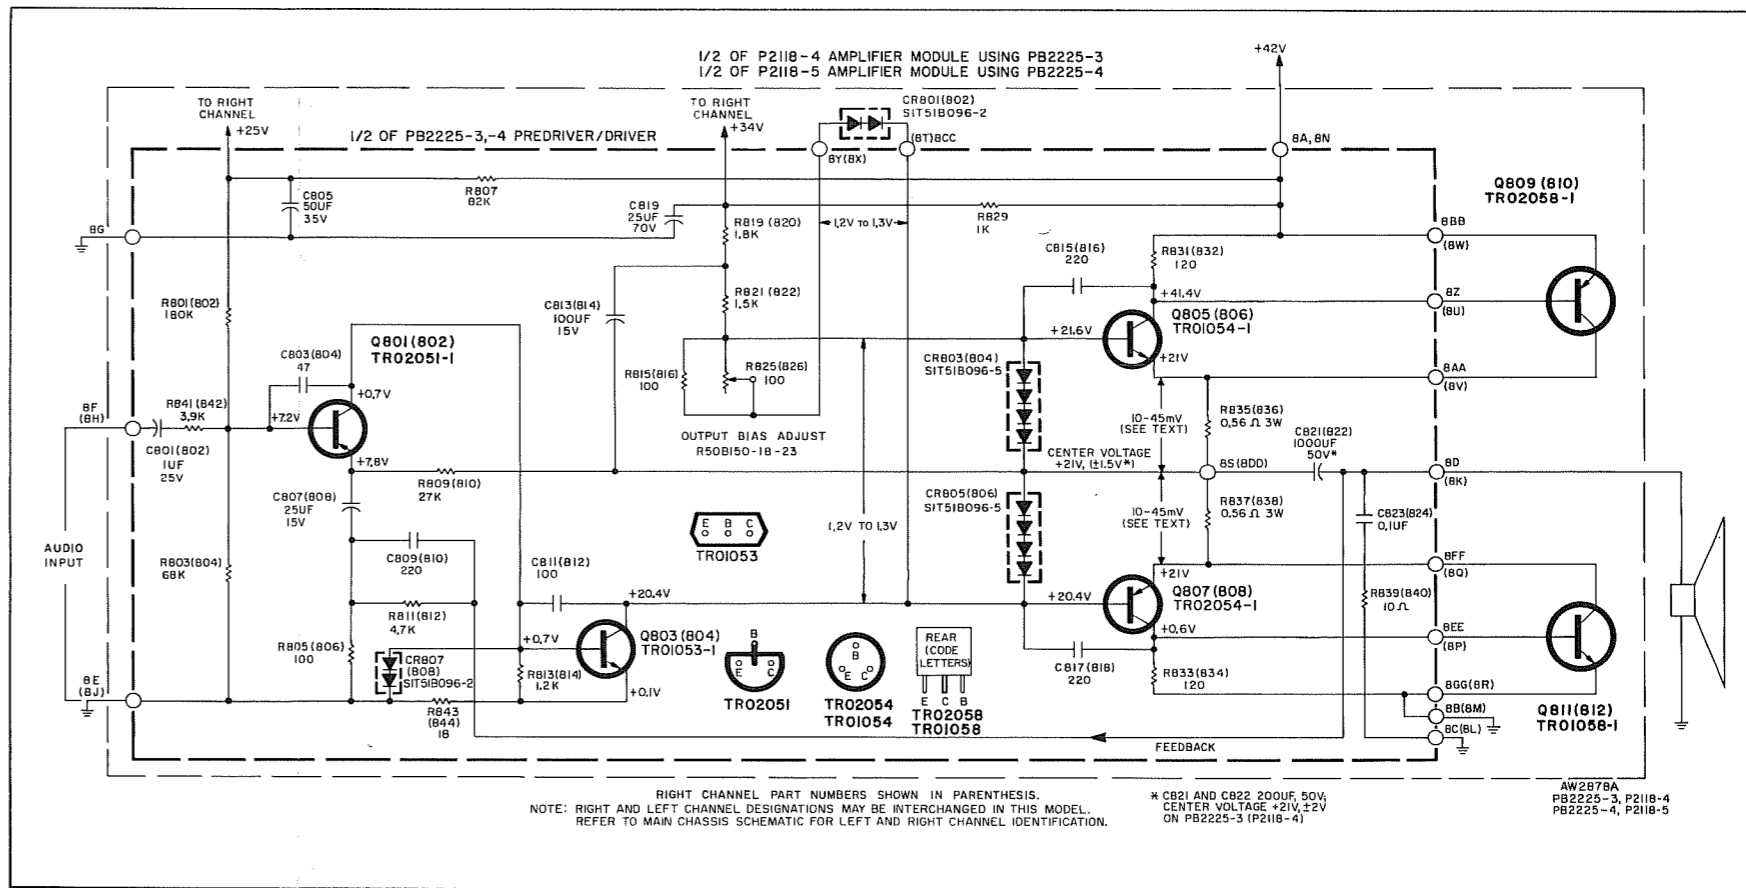 1/2 OF P2118-4 AMPLIFIER MODULE USING PB2225-3
1/2 OF P2118-5 AMPLIFIER MODULE USING PB2225-4
+42V
TO RIGHT
CHANNEL
+25V
1/2 OF PB2225-3,-4 PREDRIVER/DRIVER
TO RIGHT
CHANNEL
+34V
CR801(802)
SIT51B096-2
8Y(8X)
(8T)8CC
8A, 8N
C805
50UF
35V
R807
82K
C819
25UF
70V
R819 (820)
1.8K
1.2V TO 1.3V
R829
1K
Q809 (810)
TR02058-1
8BB
(8W)
8G
C815(816)
220
R831(832)
120
R801(802)
180K
C813(814)
100UF
15V
R821 (822)
1.5K
+41.4V
8Z
(8U)
Q801(802)
TR02051-1
C803(804)
47
+21.6V
Q805 (806)
TR01054-1
+21V
R815(816)
100
R825(826)
100
CR803(804)
SIT51B096-5
8AA
(8V)
8F
(8H)
R841(842)
3.9K
+7.2V
+0.7V
C801(802)
1UF
25V
+7.8V
OUTPUT BIAS ADJUST
R50B150-18-23
10-45mV
(SEE TEXT)
R835(836)
0.56 Ω 3W
C821(822)
1000UF
50V*
CENTER VOLTAGE
+21V, (±1.5V*)
8S(8DD)
8D
(8K)
R809(810)
27K
C807(808)
25UF
15V
CR805(806)
SIT51B096-5
10-45mV
(SEE TEXT)
R837(838)
0.56 Ω 3W
C823(824)
0.1UF
E B C
TR01053
1.2V TO 1.3V
AUDIO
INPUT
R803(804)
68K
C809(810)
220
C811(812)
100
+20.4V
+20.4V
+21V
Q807(808)
TR02054-1
8FF
(8Q)
R839(840)
10 Ω
R811(812)
4.7K
+0.7V
Q803 (804)
TR01053-1
+0.6V
8EE
(8P)
R805(806)
100
CR807
(808)
SIT51B096-2
R813(814)
1.2K
+0.1V
B
E C
TR02051
B
E C
TR02054
TR01054
REAR
(CODE
LETTERS)
E C B
TR02058
TR01058
C817(818)
220
R833(834)
120
8GG(8R)
8B(8M)
8C(8L)
Q811(812)
TR01058-1
8E
(8J)
R843
(844)
18
FEEDBACK
RIGHT CHANNEL PART NUMBERS SHOWN IN PARENTHESIS.
NOTE: RIGHT AND LEFT CHANNEL DESIGNATIONS MAY BE INTERCHANGED IN THIS MODEL.
REFER TO MAIN CHASSIS SCHEMATIC FOR LEFT AND RIGHT CHANNEL IDENTIFICATION.
* C821 AND C822 200UF, 50V;
CENTER VOLTAGE +21V, ±2V
ON PB2225-3 (P2118-4)
AW2878A
PB2225-3, P2118-4
PB2225-4, P2118-5